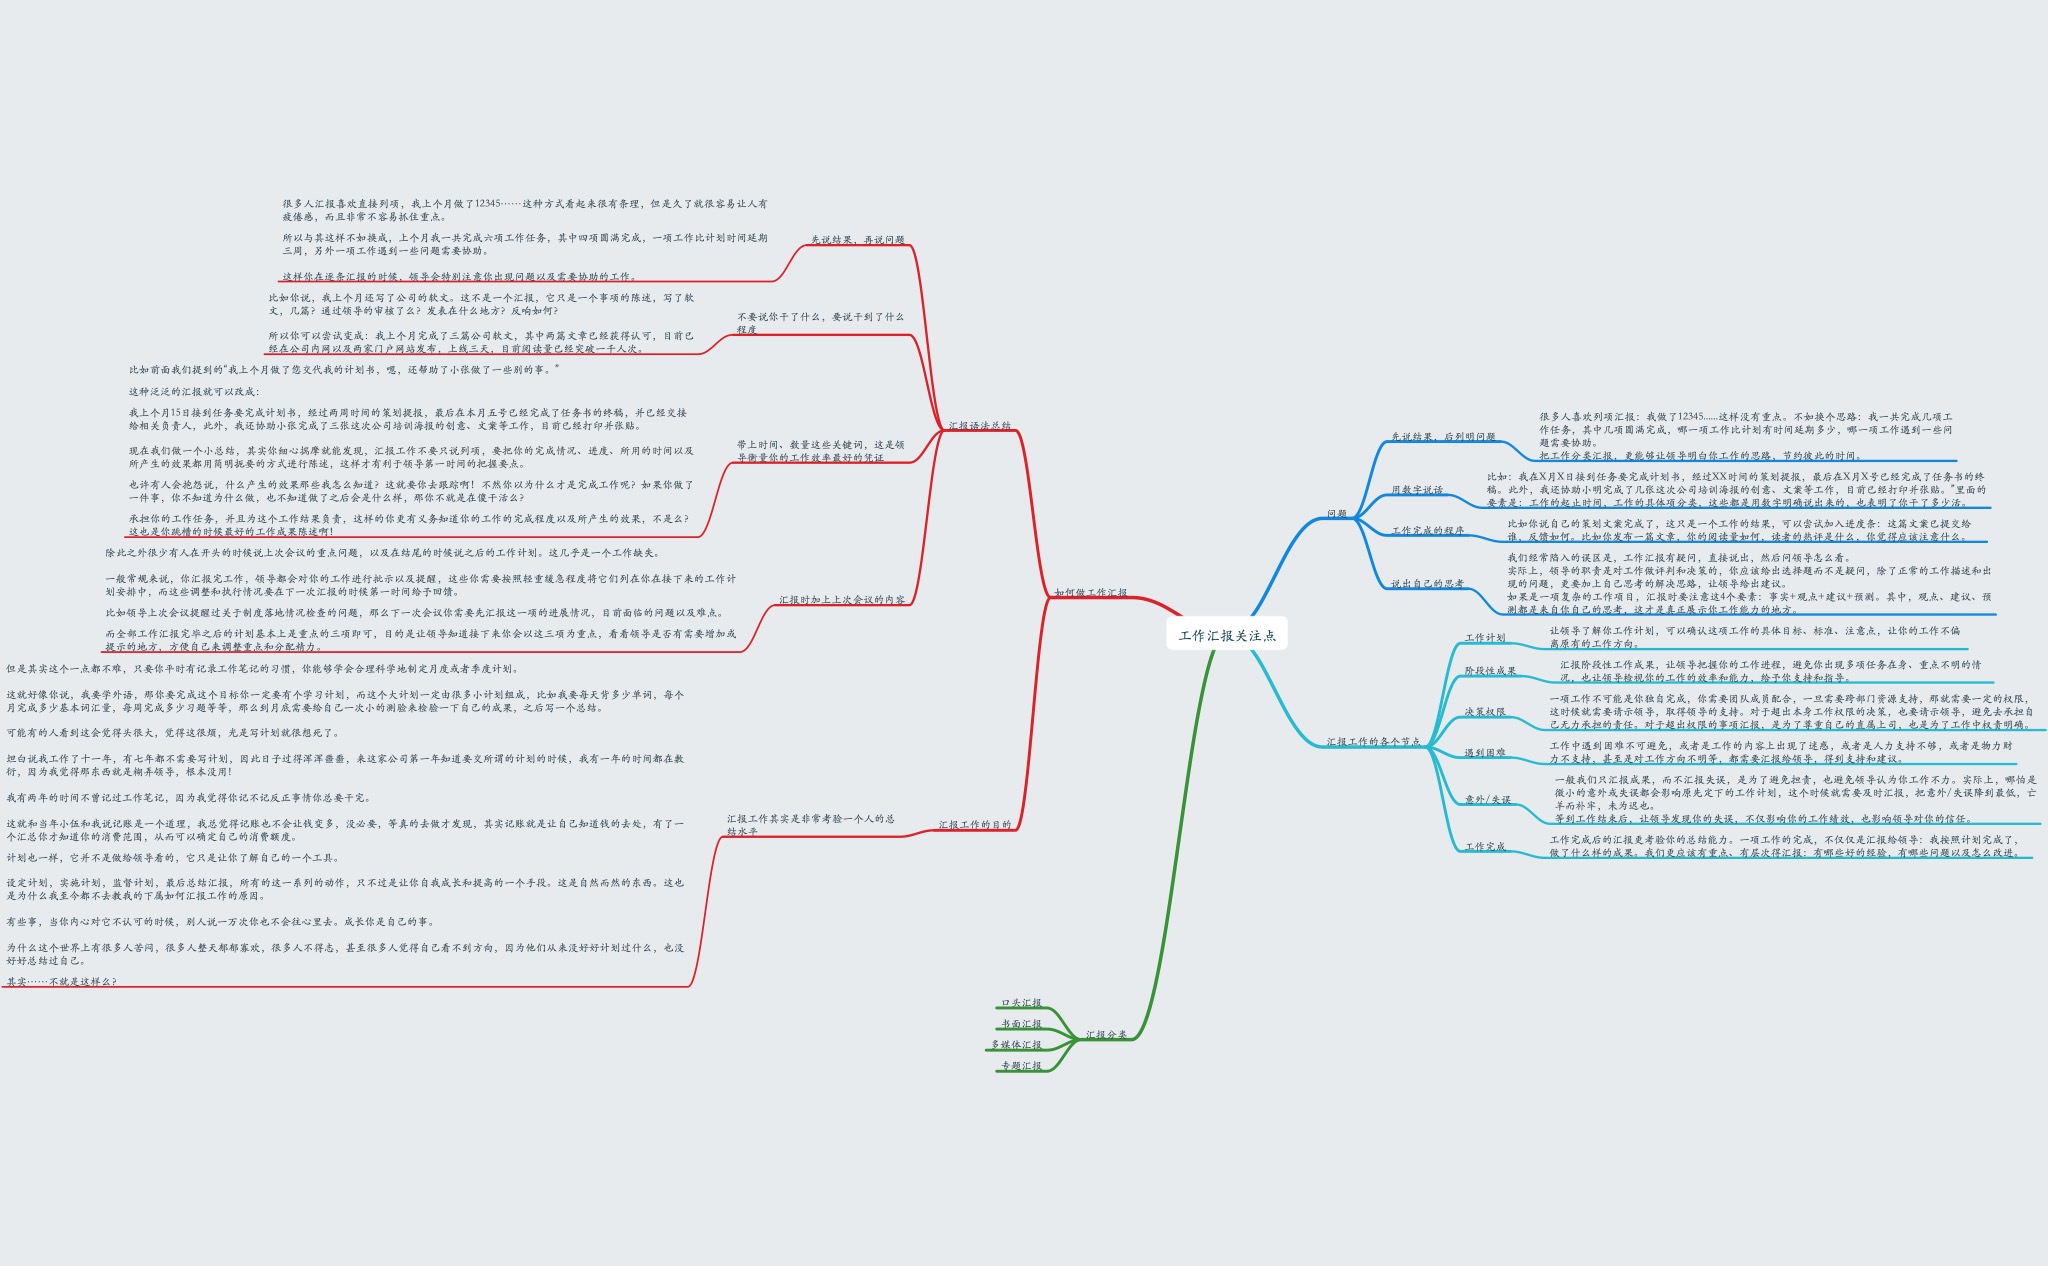 工作汇报关注点
问题
先说结果，后列明问题
很多人喜欢列项汇报：我做了12345......这样没有重点。不如换个思路：我一共完成几项工
作任务，其中几项圆满完成，哪一项工作比计划有时间延期多少，哪一项工作遇到一些问
题需要协助。
把工作分类汇报，更能够让领导明白你工作的思路、节约彼此的时间。
用数字说话
比如：我在X月X日接到任务要完成计划书，经过XX时间的策划提报，最后在X月X号已经完成了任务书的终
稿。此外，我还协助小明完成了几张这次公司培训海报的创意、文案等工作，目前已经打印并张贴。”里面的
要素是：工作的起止时间、工作的具体项分类，这些都是用数字明确说出来的，也表明了你干了多少活。
工作完成的程序
比如你说自己的策划文案完成了，这只是一个工作的结果，可以尝试加入进度条：这篇文案已提交给
谁，反馈如何。比如你发布一篇文章，你的阅读量如何，读者的热评是什么，你觉得应该注意什么。
说出自己的思考
我们经常陷入的误区是，工作汇报有疑问，直接说出，然后问领导怎么看。
实际上，领导的职责是对工作做评判和决策的，你应该给出选择题而不是疑问，除了正常的工作描述和出
现的问题，更要加上自己思考的解决思路，让领导给出建议。
如果是一项复杂的工作项目，汇报时要注意这4个要素：事实+观点+建议+预测。其中，观点、建议、预
测都是来自你自己的思考，这才是真正展示你工作能力的地方。
汇报工作的各个节点
工作计划
让领导了解你工作计划，可以确认这项工作的具体目标、标准、注意点，让你的工作不偏
离原有的工作方向。
阶段性成果
汇报阶段性工作成果，让领导把握你的工作进程，避免你出现多项任务在身、重点不明的情
况，也让领导检视你的工作的效率和能力，给予你支持和指导。
决策权限
一项工作不可能是你独自完成，你需要团队成员配合，一旦需要跨部门资源支持，那就需要一定的权限，
这时候就需要请示领导，取得领导的支持。对于超出本身工作权限的决策，也要请示领导，避免去承担自
己无力承担的责任。对于超出权限的事项汇报，是为了尊重自己的直属上司，也是为了工作中权责明确。
遇到困难
工作中遇到困难不可避免，或者是工作的内容上出现了迷惑，或者是人力支持不够，或者是物力财
力不支持，甚至是对工作方向不明等，都需要汇报给领导，得到支持和建议。
意外/失误
一般我们只汇报成果，而不汇报失误，是为了避免担责，也避免领导认为你工作不力。实际上，哪怕是
微小的意外或失误都会影响原先定下的工作计划，这个时候就需要及时汇报，把意外/失误降到最低，亡
羊而补牢，未为迟也。
等到工作结束后，让领导发现你的失误，不仅影响你的工作绩效，也影响领导对你的信任。
工作完成
工作完成后的汇报更考验你的总结能力。一项工作的完成，不仅仅是汇报给领导：我按照计划完成了，
做了什么样的成果。我们更应该有重点、有层次得汇报：有哪些好的经验，有哪些问题以及怎么改进。
如何做工作汇报
汇报语法总结
先说结果，再说问题
很多人汇报喜欢直接列项，我上个月做了12345……这种方式看起来很有条理，但是久了就很容易让人有
疲倦感，而且非常不容易抓住重点。
所以与其这样不如换成，上个月我一共完成六项工作任务，其中四项圆满完成，一项工作比计划时间延期
三周，另外一项工作遇到一些问题需要协助。
这样你在逐条汇报的时候，领导会特别注意你出现问题以及需要协助的工作。
不要说你干了什么，要说干到了什么
程度
比如你说，我上个月还写了公司的软文。这不是一个汇报，它只是一个事项的陈述，写了软
文，几篇？通过领导的审核了么？发表在什么地方？反响如何？
所以你可以尝试变成：我上个月完成了三篇公司软文，其中两篇文章已经获得认可，目前已
经在公司内网以及两家门户网站发布，上线三天，目前阅读量已经突破一千人次。
带上时间、数量这些关键词，这是领
导衡量你的工作效率最好的凭证
比如前面我们提到的“我上个月做了您交代我的计划书，嗯，还帮助了小张做了一些别的事。”
这种泛泛的汇报就可以改成：
我上个月15日接到任务要完成计划书，经过两周时间的策划提报，最后在本月五号已经完成了任务书的终稿，并已经交接
给相关负责人，此外，我还协助小张完成了三张这次公司培训海报的创意、文案等工作，目前已经打印并张贴。
现在我们做一个小总结，其实你细心揣摩就能发现，汇报工作不要只说列项，要把你的完成情况、进度、所用的时间以及
所产生的效果都用简明扼要的方式进行陈述，这样才有利于领导第一时间的把握要点。
也许有人会抱怨说，什么产生的效果那些我怎么知道？这就要你去跟踪啊！不然你以为什么才是完成工作呢？如果你做了
一件事，你不知道为什么做，也不知道做了之后会是什么样，那你不就是在傻干活么？
承担你的工作任务，并且为这个工作结果负责，这样的你更有义务知道你的工作的完成程度以及所产生的效果，不是么？
这也是你跳槽的时候最好的工作成果陈述啊！
汇报时加上上次会议的内容
除此之外很少有人在开头的时候说上次会议的重点问题，以及在结尾的时候说之后的工作计划。这几乎是一个工作缺失。
一般常规来说，你汇报完工作，领导都会对你的工作进行批示以及提醒，这些你需要按照轻重缓急程度将它们列在你在接下来的工作计
划安排中，而这些调整和执行情况要在下一次汇报的时候第一时间给予回馈。
比如领导上次会议提醒过关于制度落地情况检查的问题，那么下一次会议你需要先汇报这一项的进展情况，目前面临的问题以及难点。
而全部工作汇报完毕之后的计划基本上是重点的三项即可，目的是让领导知道接下来你会以这三项为重点，看看领导是否有需要增加或
提示的地方，方便自己来调整重点和分配精力。
汇报工作的目的
汇报工作其实是非常考验一个人的总
结水平
但是其实这个一点都不难，只要你平时有记录工作笔记的习惯，你能够学会合理科学地制定月度或者季度计划。
这就好像你说，我要学外语，那你要完成这个目标你一定要有个学习计划，而这个大计划一定由很多小计划组成，比如我要每天背多少单词，每个
月完成多少基本词汇量，每周完成多少习题等等，那么到月底需要给自己一次小的测验来检验一下自己的成果，之后写一个总结。
可能有的人看到这会觉得头很大，觉得这很烦，光是写计划就很想死了。
坦白说我工作了十一年，有七年都不需要写计划，因此日子过得浑浑噩噩，来这家公司第一年知道要交所谓的计划的时候，我有一年的时间都在敷
衍，因为我觉得那东西就是糊弄领导，根本没用！
我有两年的时间不曾记过工作笔记，因为我觉得你记不记反正事情你总要干完。
这就和当年小伍和我说记账是一个道理，我总觉得记账也不会让钱变多，没必要，等真的去做才发现，其实记账就是让自己知道钱的去处，有了一
个汇总你才知道你的消费范围，从而可以确定自己的消费额度。
计划也一样，它并不是做给领导看的，它只是让你了解自己的一个工具。
设定计划，实施计划，监督计划，最后总结汇报，所有的这一系列的动作，只不过是让你自我成长和提高的一个手段。这是自然而然的东西。这也
是为什么我至今都不去教我的下属如何汇报工作的原因。
有些事，当你内心对它不认可的时候，别人说一万次你也不会往心里去。成长你是自己的事。
为什么这个世界上有很多人苦闷，很多人整天郁郁寡欢，很多人不得志，甚至很多人觉得自己看不到方向，因为他们从来没好好计划过什么，也没
好好总结过自己。
其实……不就是这样么？
汇报分类
口头汇报
书面汇报
多媒体汇报
专题汇报